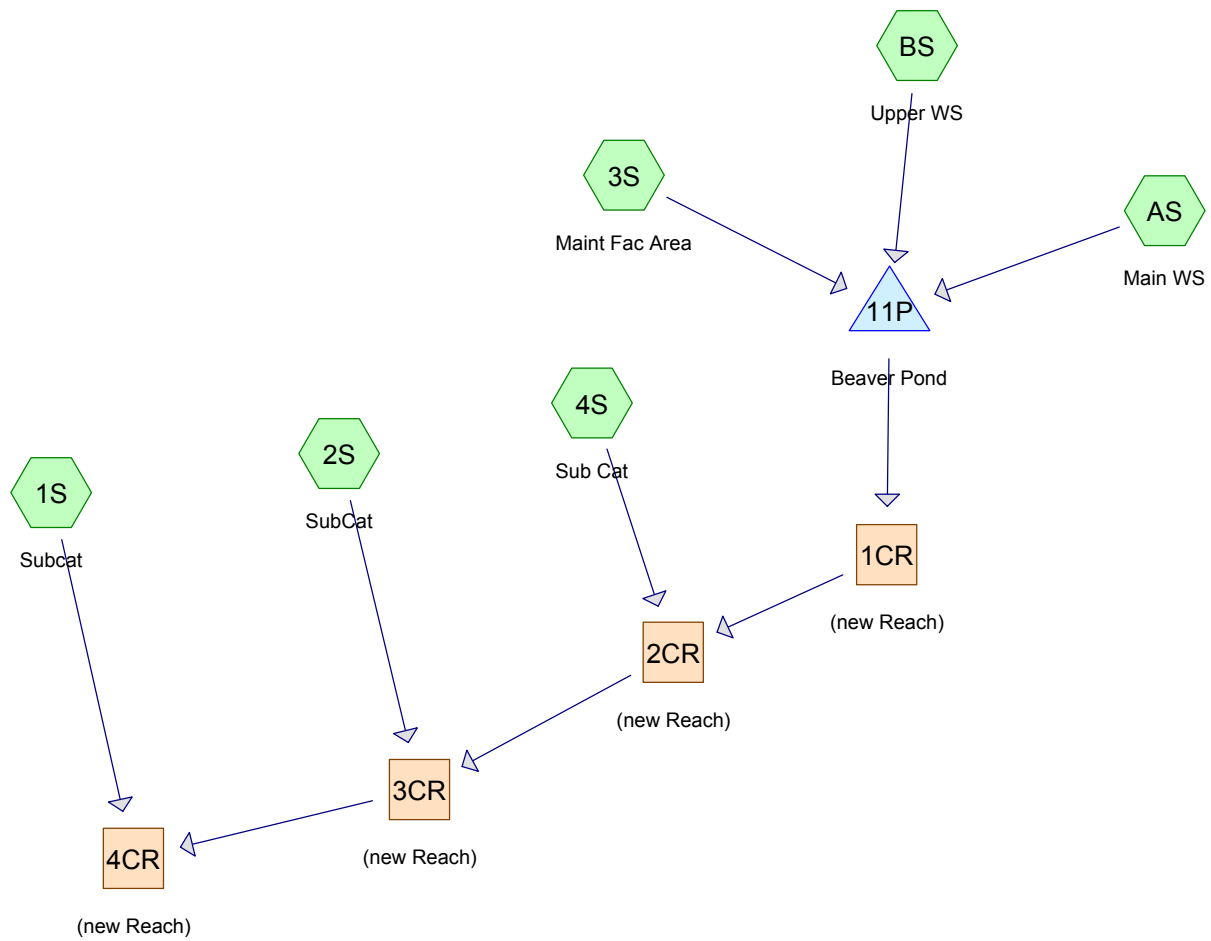 BS
Upper WS
3S
Maint Fac Area
AS
Main WS
11P
Beaver Pond
4S
Sub Cat
2S
SubCat
1S
Subcat
1CR
(new Reach)
2CR
(new Reach)
3CR
(new Reach)
4CR
(new Reach)